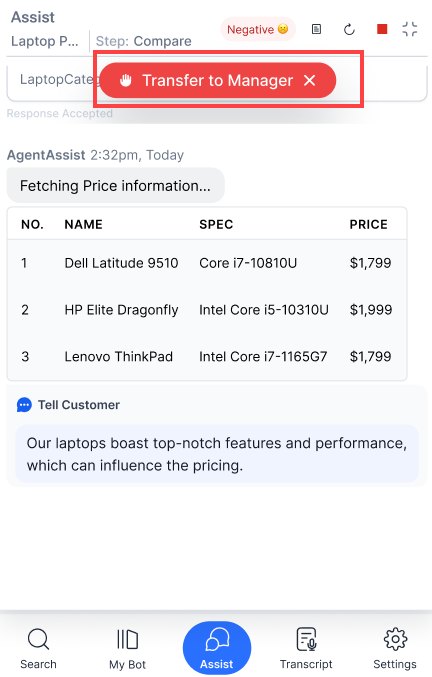 Assist
Laptop P... Step: Compare Negative
LaptopCateg
Transfer to Manager
Response Accepted
AgentAssist 2:32pm, Today
Fetching Price information...
NO. NAME SPEC PRICE
1 Dell Latitude 9510 Core i7-10810U $1,799
2 HP Elite Dragonfly Intel Core i5-10310U $1,999
3 Lenovo ThinkPad Intel Core i7-1165G7 $1,799
Tell Customer
Our laptops boast top-notch features and performance,
which can influence the pricing.
Search My Bot Assist Transcript Settings